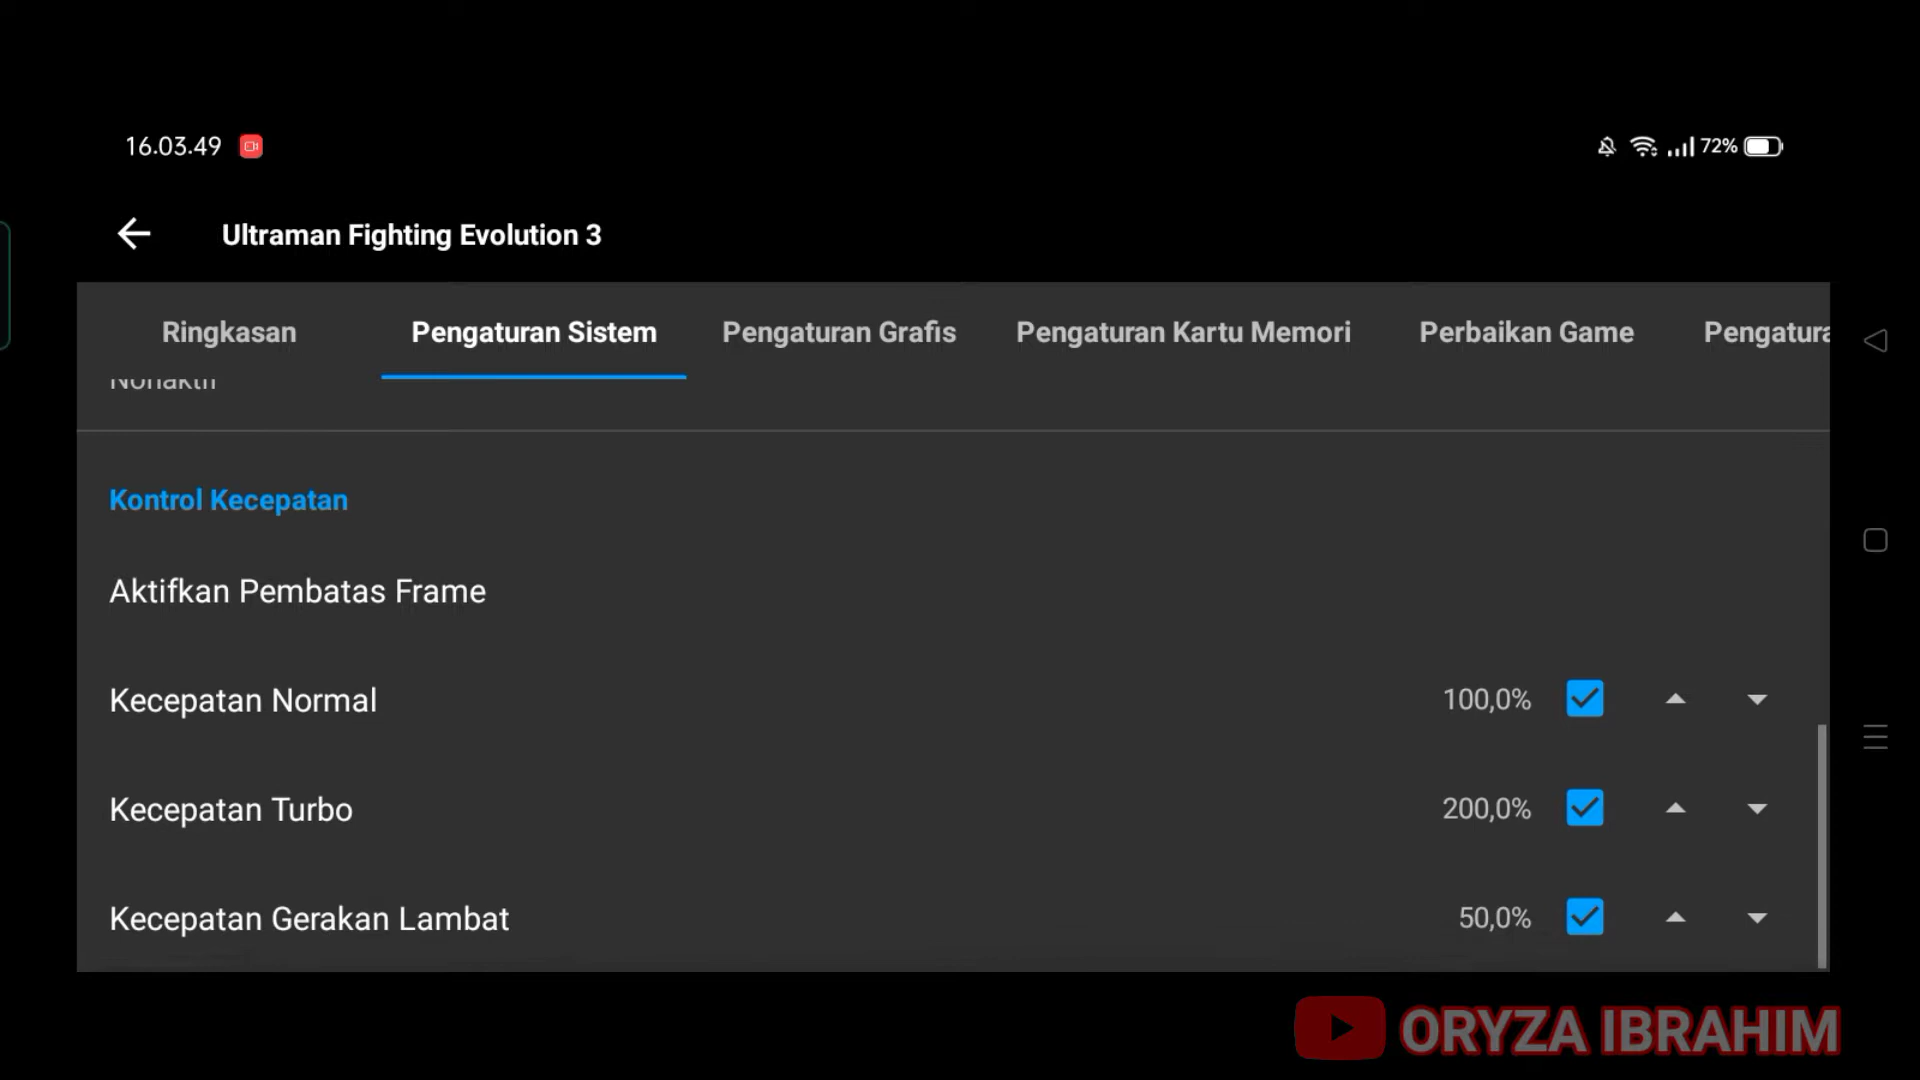 16.03.49
72%
Ultraman Fighting Evolution 3
Ringkasan
Pengaturan Sistem
Pengaturan Grafis
Pengaturan Kartu Memori
Perbaikan Game
Pengatura
Nonaktif
Kontrol Kecepatan
Aktifkan Pembatas Frame
Kecepatan Normal
100,0%
Kecepatan Turbo
200,0%
Kecepatan Gerakan Lambat
50,0%
ORYZA IBRAHIM